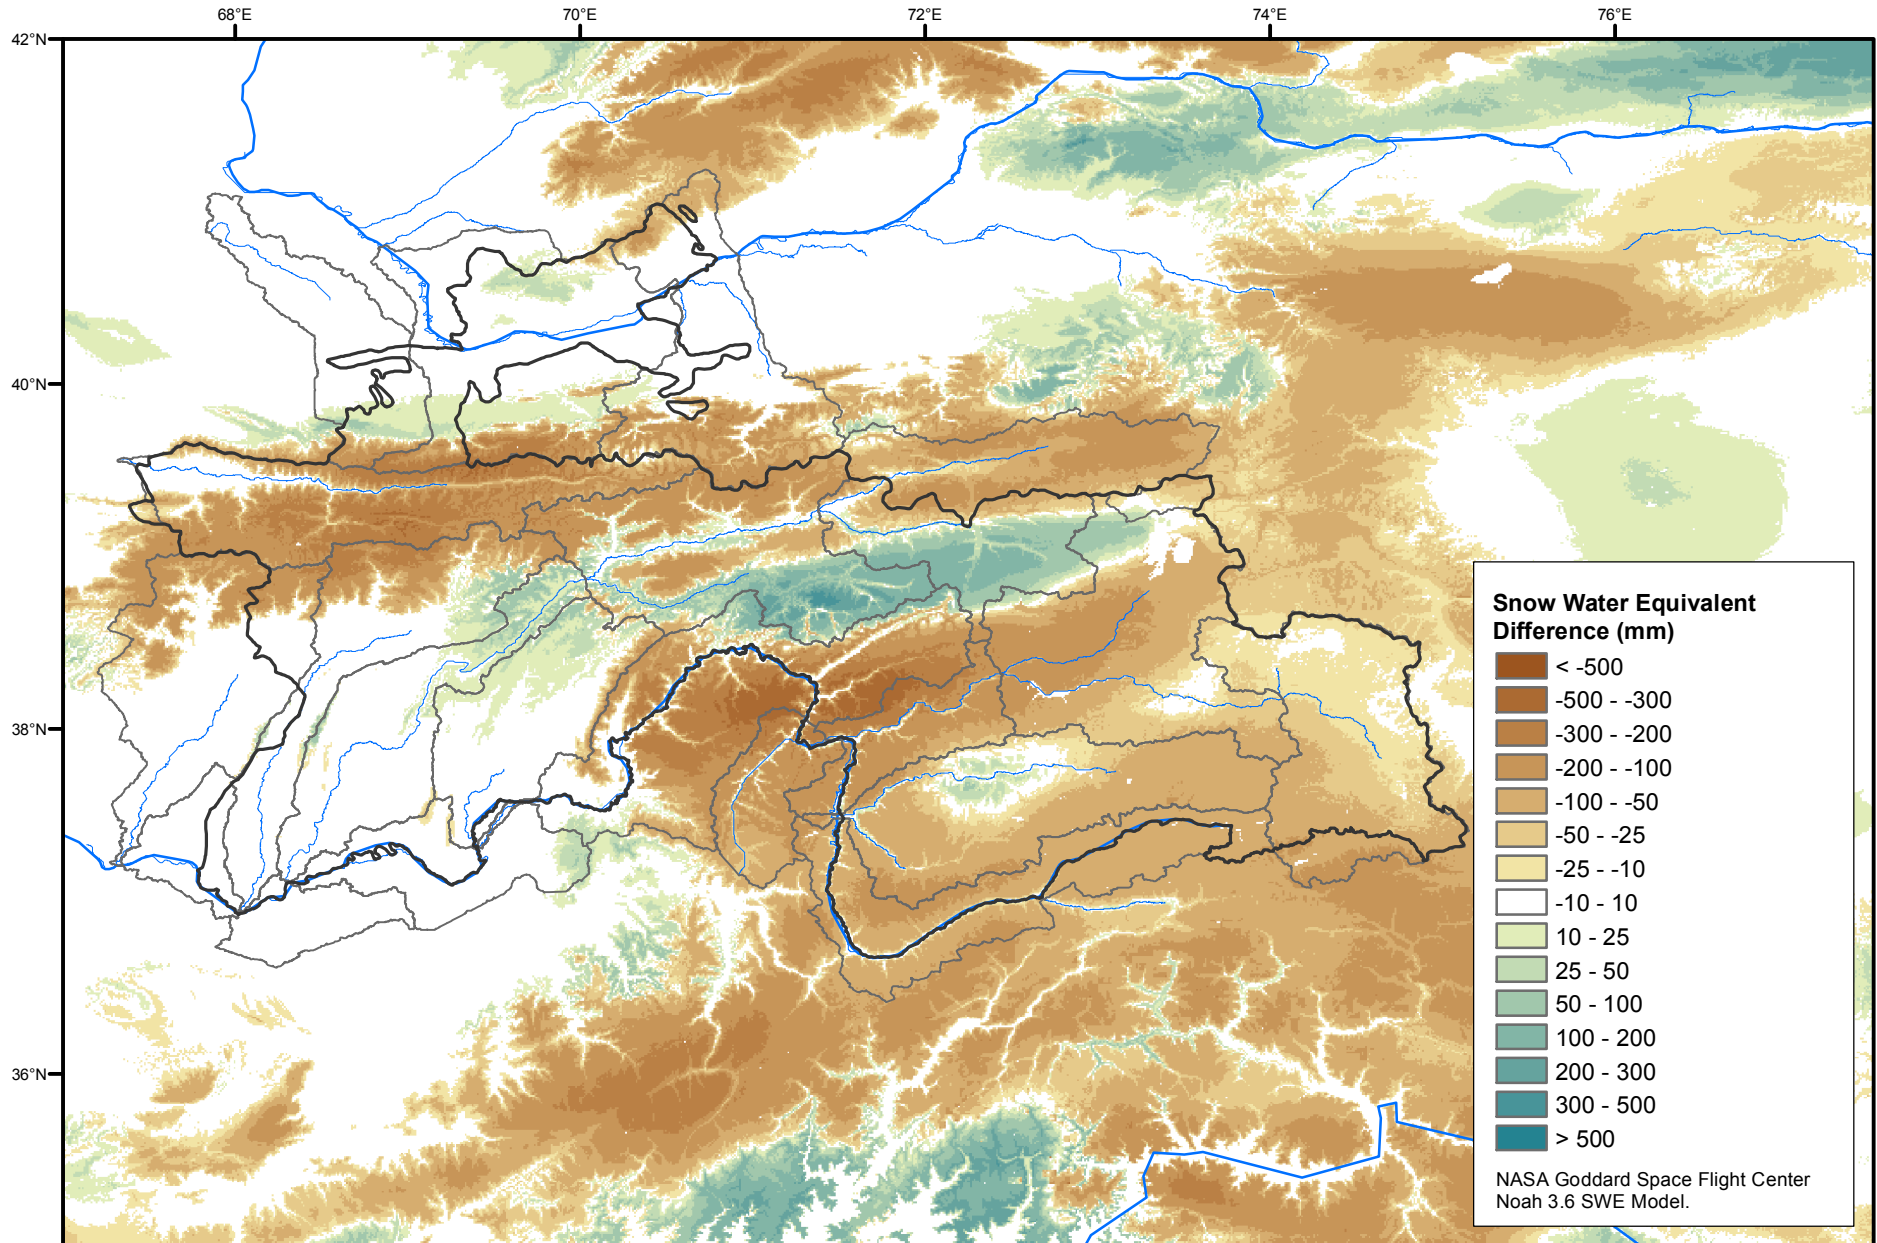 68°E
70°E
72°E
74°E
76°E
42°N
40°N
38°N
36°N
Snow Water Equivalent
Difference (mm)
< -500
-500 - -300
-300 - -200
-200 - -100
-100 - -50
-50 - -25
-25 - -10
-10 - 10
10 - 25
25 - 50
50 - 100
100 - 200
200 - 300
300 - 500
> 500
NASA Goddard Space Flight Center
Noah 3.6 SWE Model.